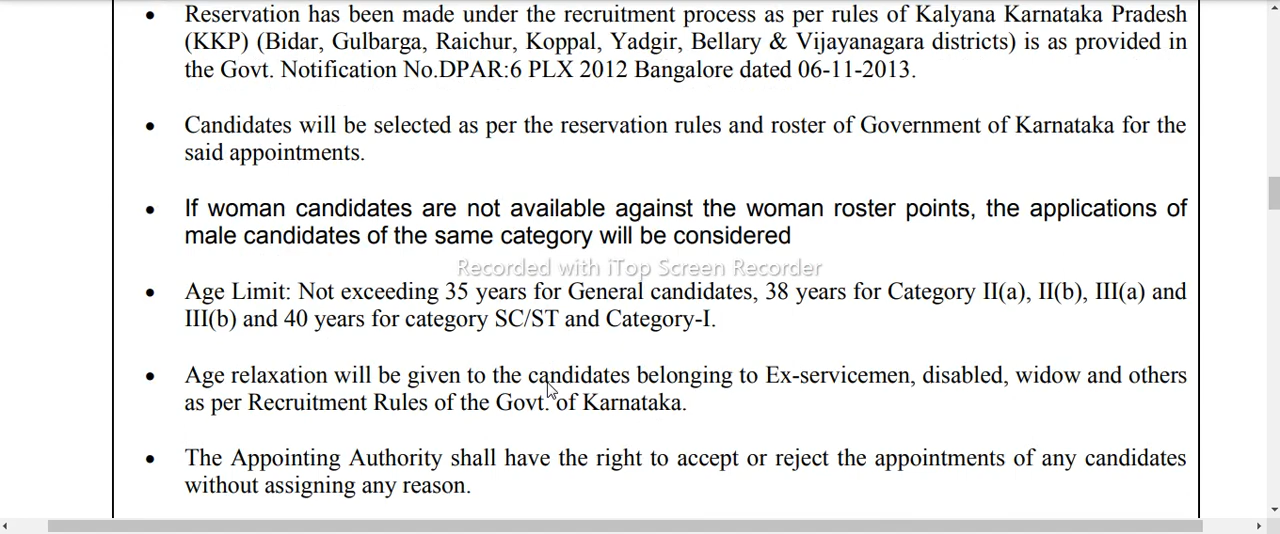 • Reservation has been made under the recruitment process as per rules of Kalyana Karnataka Pradesh
(KKP) (Bidar, Gulbarga, Raichur, Koppal, Yadgir, Bellary & Vijayanagara districts) is as provided in
the Govt. Notification No.DPAR:6 PLX 2012 Bangalore dated 06-11-2013.
• Candidates will be selected as per the reservation rules and roster of Government of Karnataka for the
said appointments.
• If woman candidates are not available against the woman roster points, the applications of
male candidates of the same category will be considered
Recorded with iTop Screen Recorder
• Age Limit: Not exceeding 35 years for General candidates, 38 years for Category II(a), II(b), III(a) and
III(b) and 40 years for category SC/ST and Category-I.
• Age relaxation will be given to the candidates belonging to Ex-servicemen, disabled, widow and others
as per Recruitment Rules of the Govt. of Karnataka.
• The Appointing Authority shall have the right to accept or reject the appointments of any candidates
without assigning any reason.